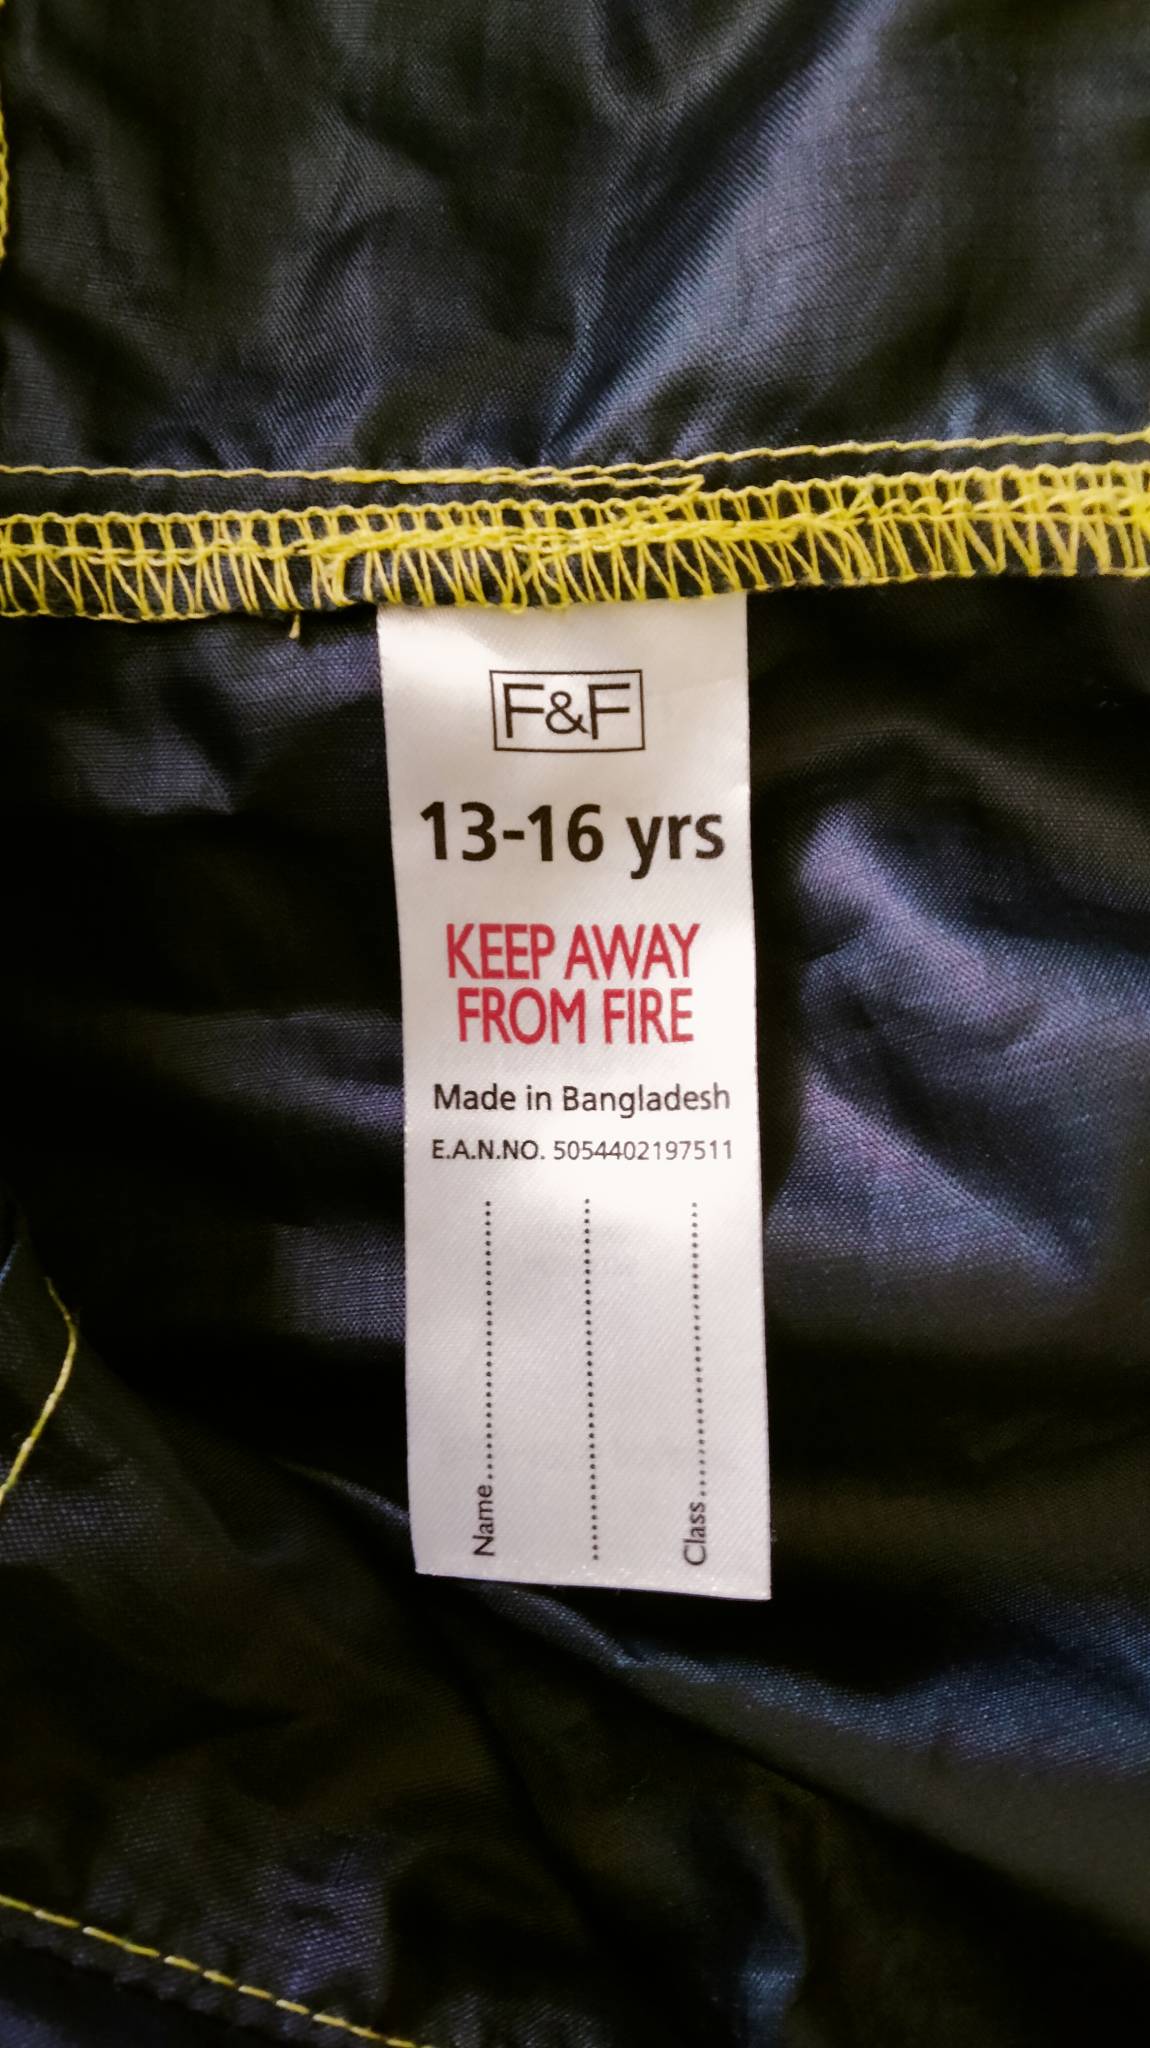 F&F
13-16 yrs
KEEP AWAY
FROM FIRE
Made in Bangladesh
E.A.N.NO. 5054402197511
Name..............................
..............................
Class..............................